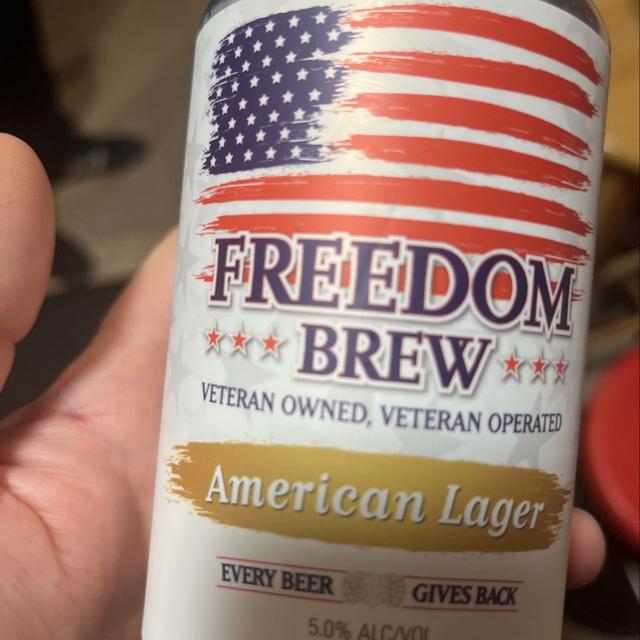 FREEDOM
BREW
VETERAN OWNED, VETERAN OPERATED
American Lager
EVERY BEER GIVES BACK
5.0% ALC/VOL